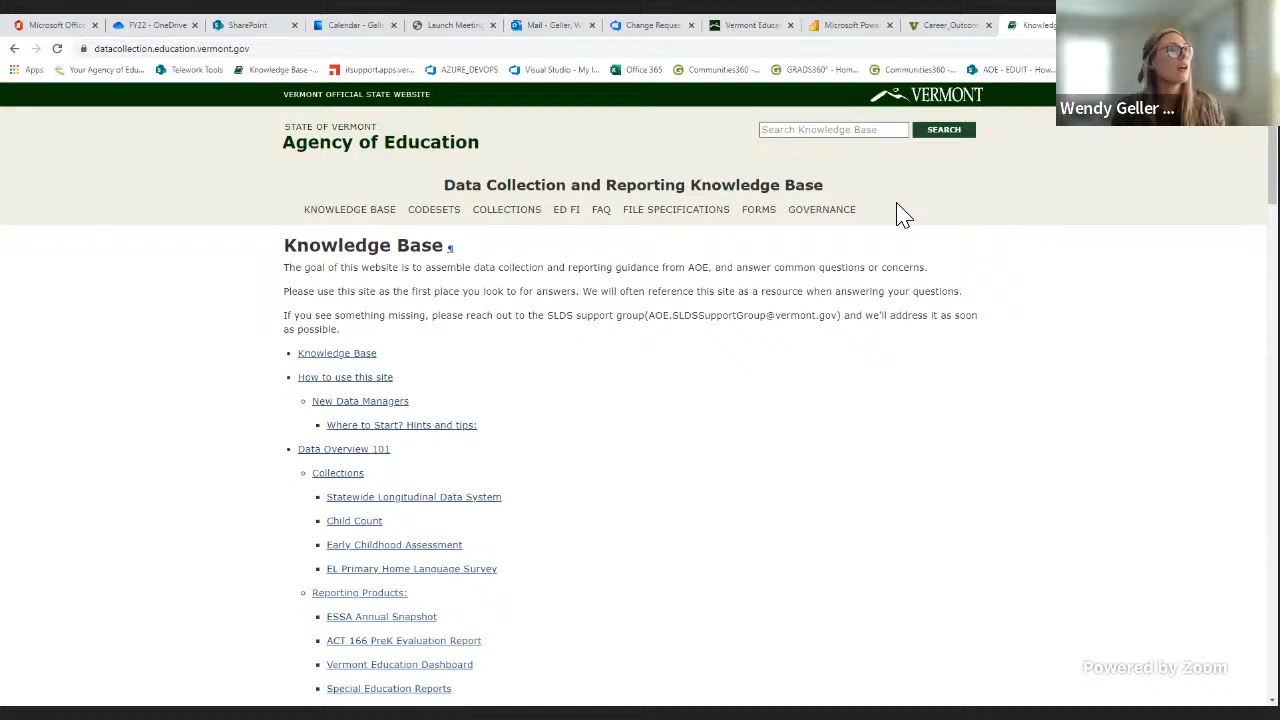 Microsoft Office
FY22 - OneDrive
SharePoint
Calendar - Gelle
Launch Meeting
Mail - Geller, W
Change Reque
Vermont Educa
Microsoft Powe
Career_Outcom
Knowled
datacollection.education.vermont.gov
Apps
Your Agency of Edu...
Telework Tools
Knowledge Base -...
itsupport.apps.ver...
AZURE_DEVOPS
Visual Studio - My I...
Office 365
Communities360 -...
GRADS360° - Hom...
Communities360 -...
AOE - EDUIT - How...
Wendy Geller ...
VERMONT OFFICIAL STATE WEBSITE
VERMONT
STATE OF VERMONT
Agency of Education
Search Knowledge Base
SEARCH
Data Collection and Reporting Knowledge Base
KNOWLEDGE BASE CODESETS COLLECTIONS ED FI FAQ FILE SPECIFICATIONS FORMS GOVERNANCE
Knowledge Base ¶
The goal of this website is to assemble data collection and reporting guidance from AOE, and answer common questions or concerns.
Please use this site as the first place you look to for answers. We will often reference this site as a resource when answering your questions.
If you see something missing, please reach out to the SLDS support group(AOE.SLDSSupportGroup@vermont.gov) and we'll address it as soon
as possible.
Knowledge Base
How to use this site
New Data Managers
Where to Start? Hints and tips:
Data Overview 101
Collections
Statewide Longitudinal Data System
Child Count
Early Childhood Assessment
EL Primary Home Language Survey
Reporting Products:
ESSA Annual Snapshot
ACT 166 PreK Evaluation Report
Vermont Education Dashboard
Special Education Reports
Powered by Zoom